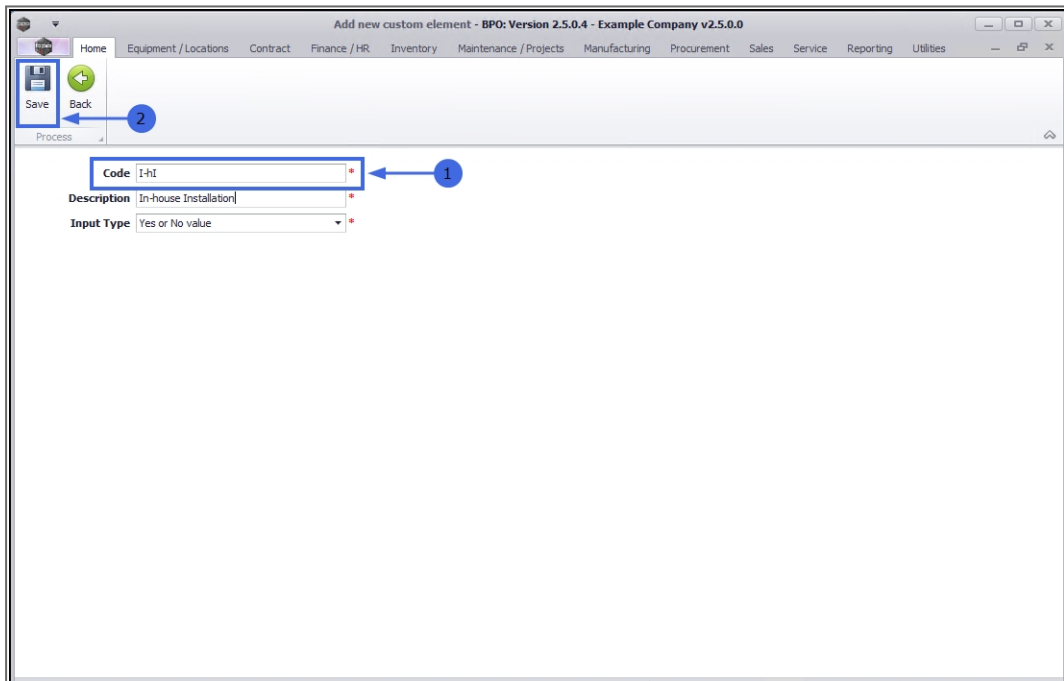 Add new custom element - BPO: Version 2.5.0.4 - Example Company v2.5.0.0
Home Equipment / Locations Contract Finance / HR Inventory Maintenance / Projects Manufacturing Procurement Sales Service Reporting Utilities
Save Back
2
Process
Code I-hI * 1
Description In-house Installation *
Input Type Yes or No value *